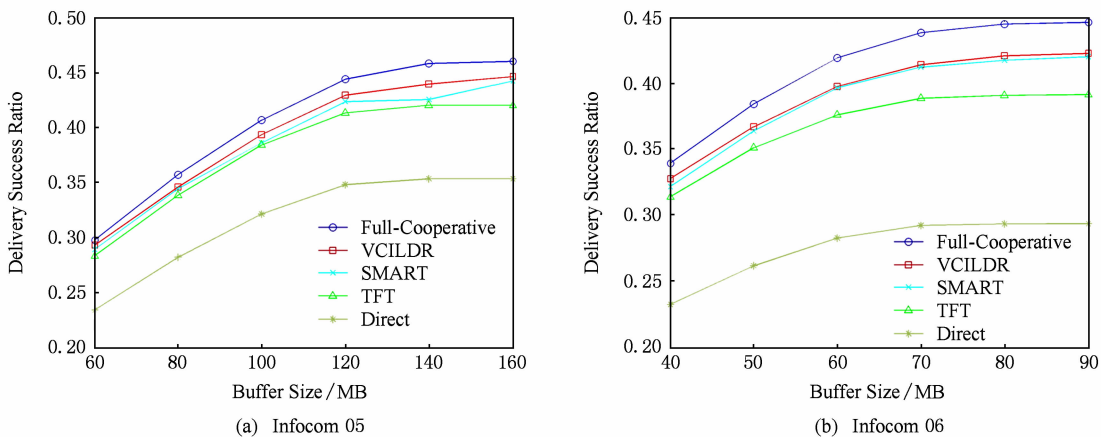 0.50
0.45
0.40
0.35
0.30
0.25
0.20
Delivery Success Ratio
Full-Cooperative
VCILDR
SMART
TFT
Direct
60 80 100 120 140 160
Buffer Size/MB
(a) Infocom 05
0.45
0.40
0.35
0.30
0.25
0.20
Delivery Success Ratio
Full-Cooperative
VCILDR
SMART
TFT
Direct
40 50 60 70 80 90
Buffer Size/MB
(b) Infocom 06